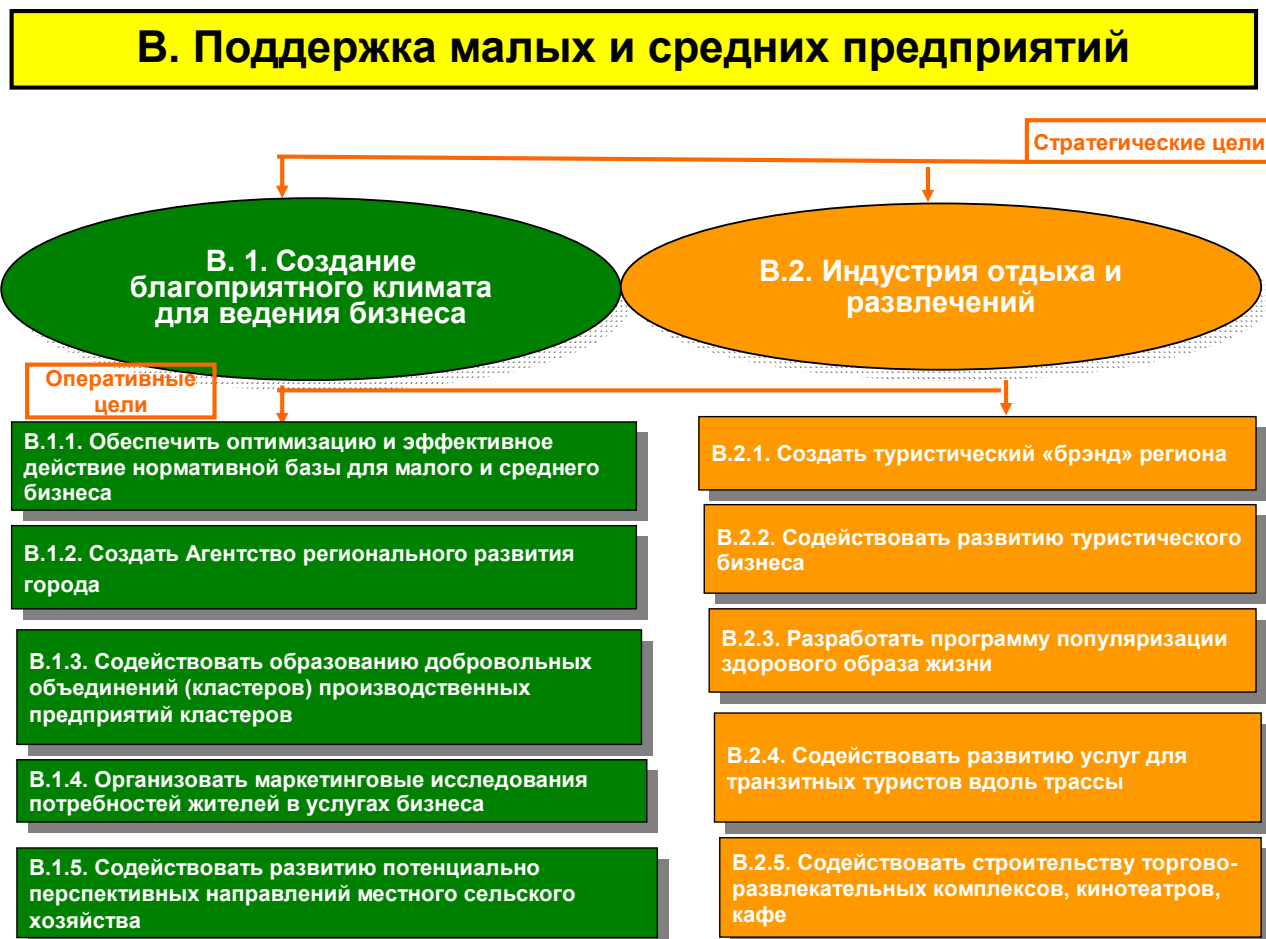 В. Поддержка малых и средних предприятий
Стратегические цели
В. 1. Создание
благоприятного климата
для ведения бизнеса
В.2. Индустрия отдыха и
развлечений
Оперативные
цели
В.1.1. Обеспечить оптимизацию и эффективное
действие нормативной базы для малого и среднего
бизнеса
В.1.2. Создать Агентство регионального развития
города
В.1.3. Содействовать образованию добровольных
объединений (кластеров) производственных
предприятий кластеров
В.1.4. Организовать маркетинговые исследования
потребностей жителей в услугах бизнеса
В.1.5. Содействовать развитию потенциально
перспективных направлений местного сельского
хозяйства
В.2.1. Создать туристический «брэнд» региона
В.2.2. Содействовать развитию туристического
бизнеса
В.2.3. Разработать программу популяризации
здорового образа жизни
В.2.4. Содействовать развитию услуг для
транзитных туристов вдоль трассы
В.2.5. Содействовать строительству торгово-
развлекательных комплексов, кинотеатров,
кафе